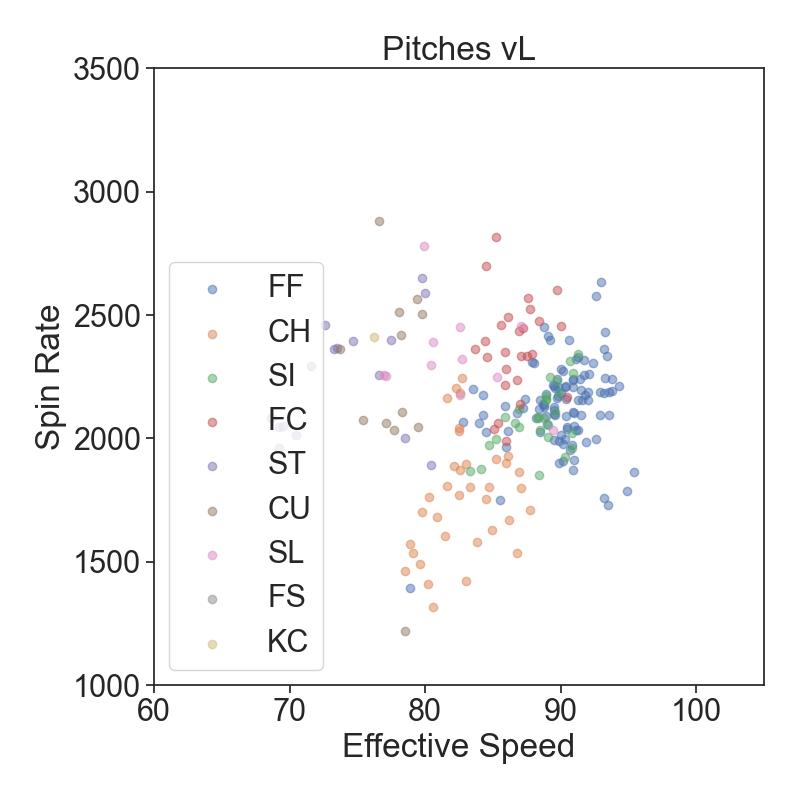 Pitches vL
3500
3000
2500
2000
1500
1000
Spin Rate
FF
CH
SI
FC
ST
CU
SL
FS
KC
60 70 80 90 100
Effective Speed